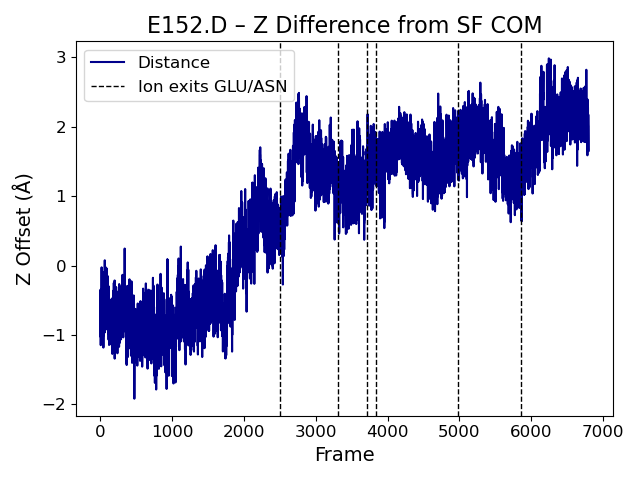 E152.D – Z Difference from SF COM
Distance
Ion exits GLU/ASN
Z Offset (Å)
3
2
1
0
−1
−2
0 1000 2000 3000 4000 5000 6000 7000
Frame